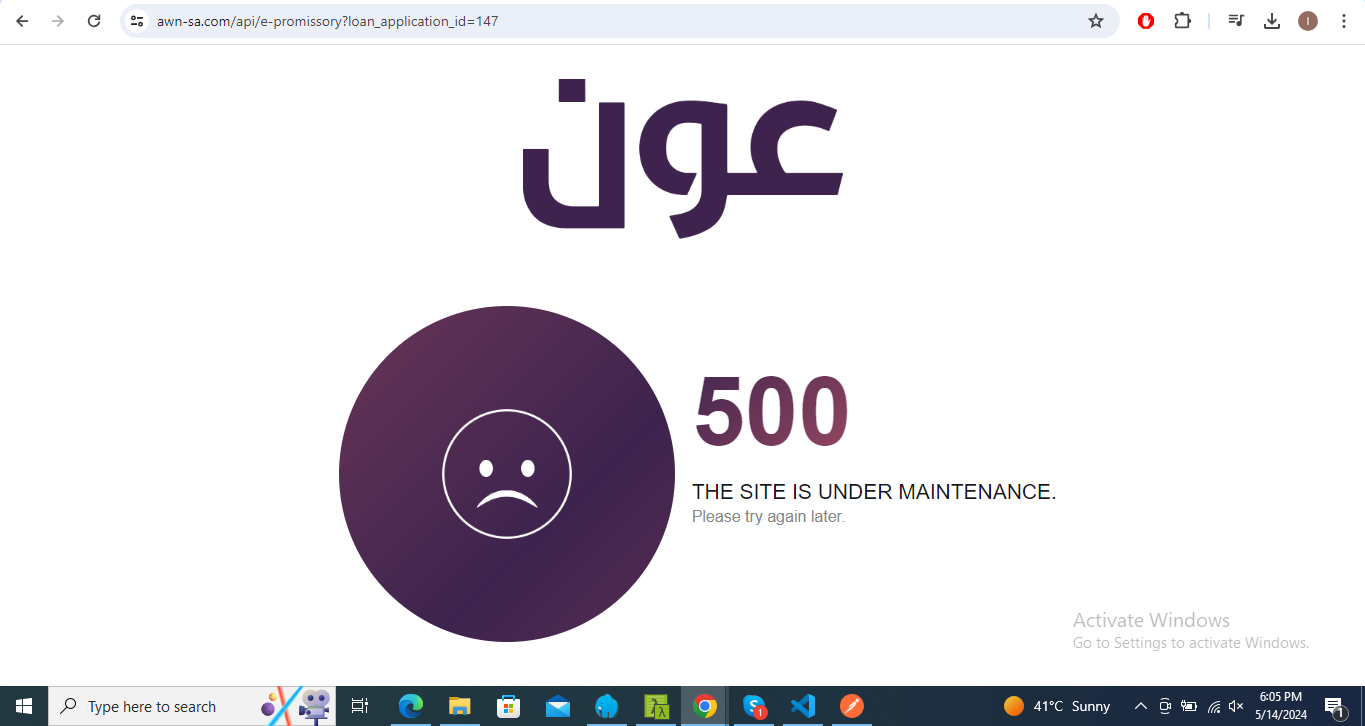 awn-sa.com/api/e-promissory?loan_application_id=147
I
عون
500
THE SITE IS UNDER MAINTENANCE.
Please try again later.
Activate Windows
Go to Settings to activate Windows.
Type here to search
1
41°C Sunny
6:05 PM
5/14/2024
1